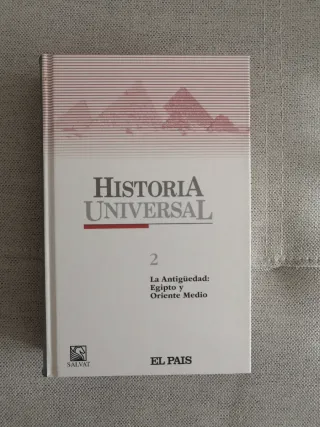 HISTORIA
UNIVERSAL
2
La Antigüedad:
Egipto y
Oriente Medio
SALVAT
EL PAIS